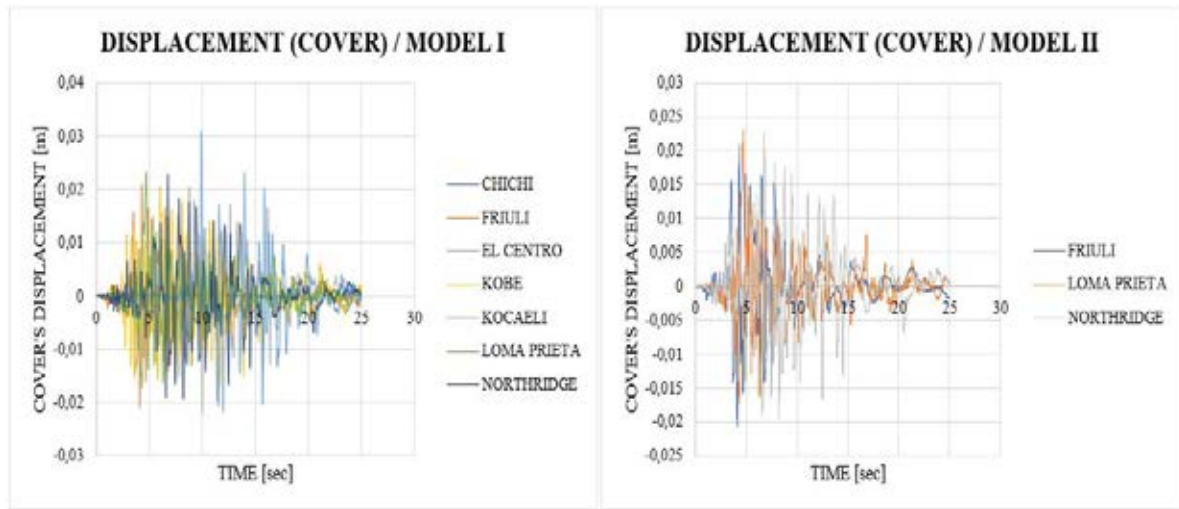 DISPLACEMENT (COVER) / MODEL I
COVER'S DISPLACEMENT [m]
0,04
0,03
0,02
0,01
0
-0,01
-0,02
-0,03
0 5 10 15 20 25 30
TIME [sec]
CHICHI
FRIULI
EL CENTRO
KOBE
KOCAELI
LOMA PRIETA
NORTHRIDGE
DISPLACEMENT (COVER) / MODEL II
COVER'S DISPLACEMENT [m]
0,03
0,025
0,02
0,015
0,01
0,005
0
-0,005
-0,01
-0,015
-0,02
-0,025
0 5 10 15 20 25 30
TIME [sec]
FRIULI
LOMA PRIETA
NORTHRIDGE